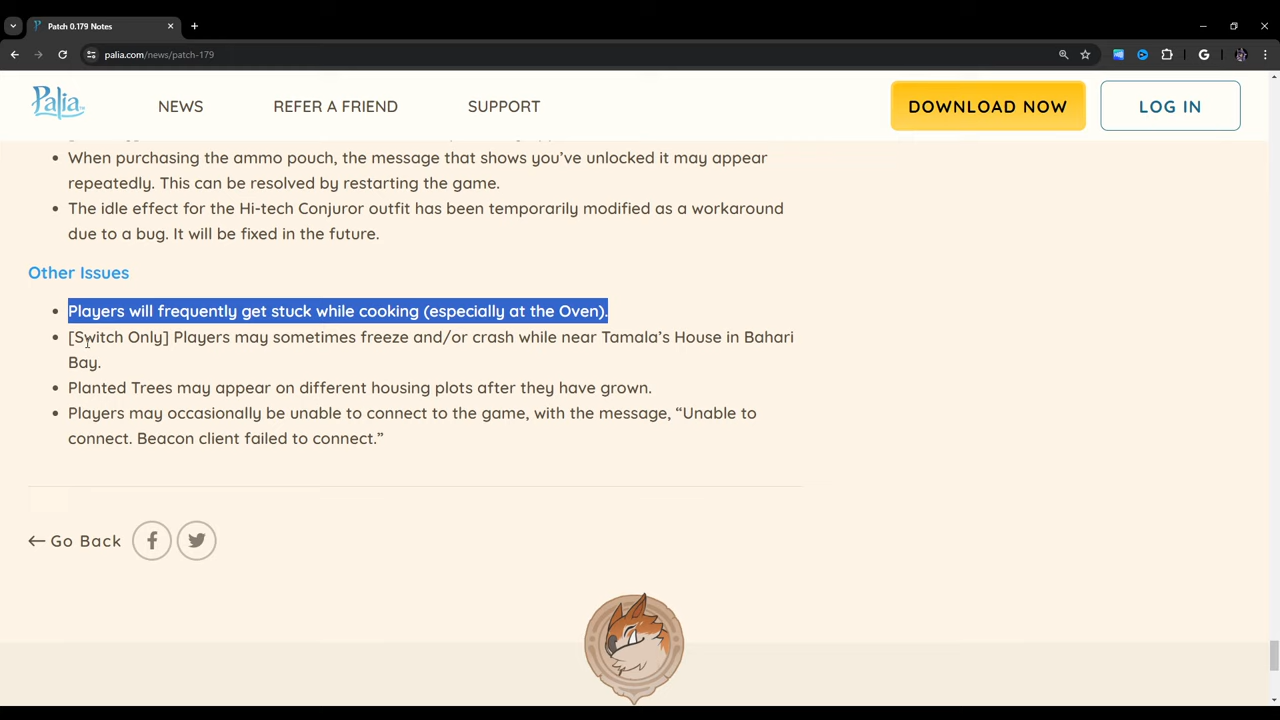 Patch 0.179 Notes
palia.com/news/patch-179
Palia
NEWS
REFER A FRIEND
SUPPORT
DOWNLOAD NOW
LOG IN
When purchasing the ammo pouch, the message that shows you’ve unlocked it may appear
repeatedly. This can be resolved by restarting the game.
The idle effect for the Hi-tech Conjuror outfit has been temporarily modified as a workaround
due to a bug. It will be fixed in the future.
Other Issues
Players will frequently get stuck while cooking (especially at the Oven).
[Switch Only] Players may sometimes freeze and/or crash while near Tamala’s House in Bahari
Bay.
Planted Trees may appear on different housing plots after they have grown.
Players may occasionally be unable to connect to the game, with the message, “Unable to
connect. Beacon client failed to connect.”
Go Back